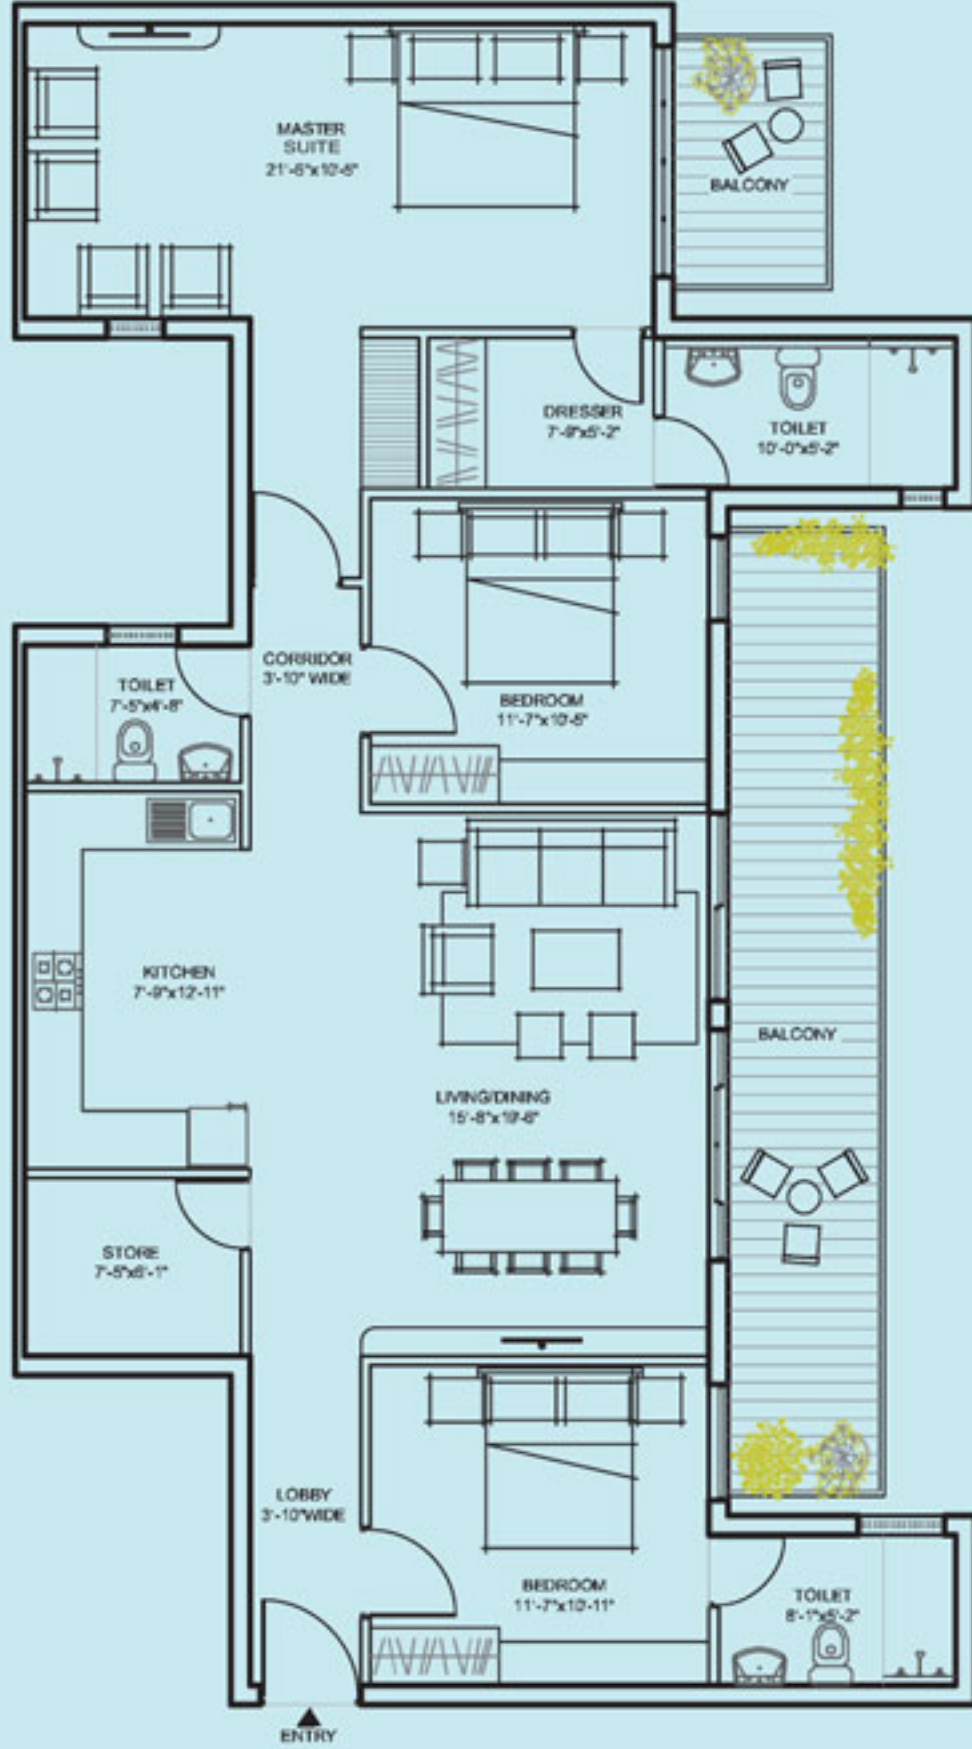 MASTER
SUITE
21'-6"x10'-6"
BALCONY
DRESSER
7'-9"x5'-2"
TOILET
10'-0"x5'-2"
CORRIDOR
3'-10" WIDE
TOILET
7'-5"x4'-8"
BEDROOM
11'-7"x10'-6"
KITCHEN
7'-9"x12'-11"
BALCONY
LIVING/DINING
15'-8"x19'-6"
STORE
7'-5"x6'-1"
LOBBY
3'-10"WIDE
BEDROOM
11'-7"x10'-11"
TOILET
8'-1"x5'-2"
ENTRY